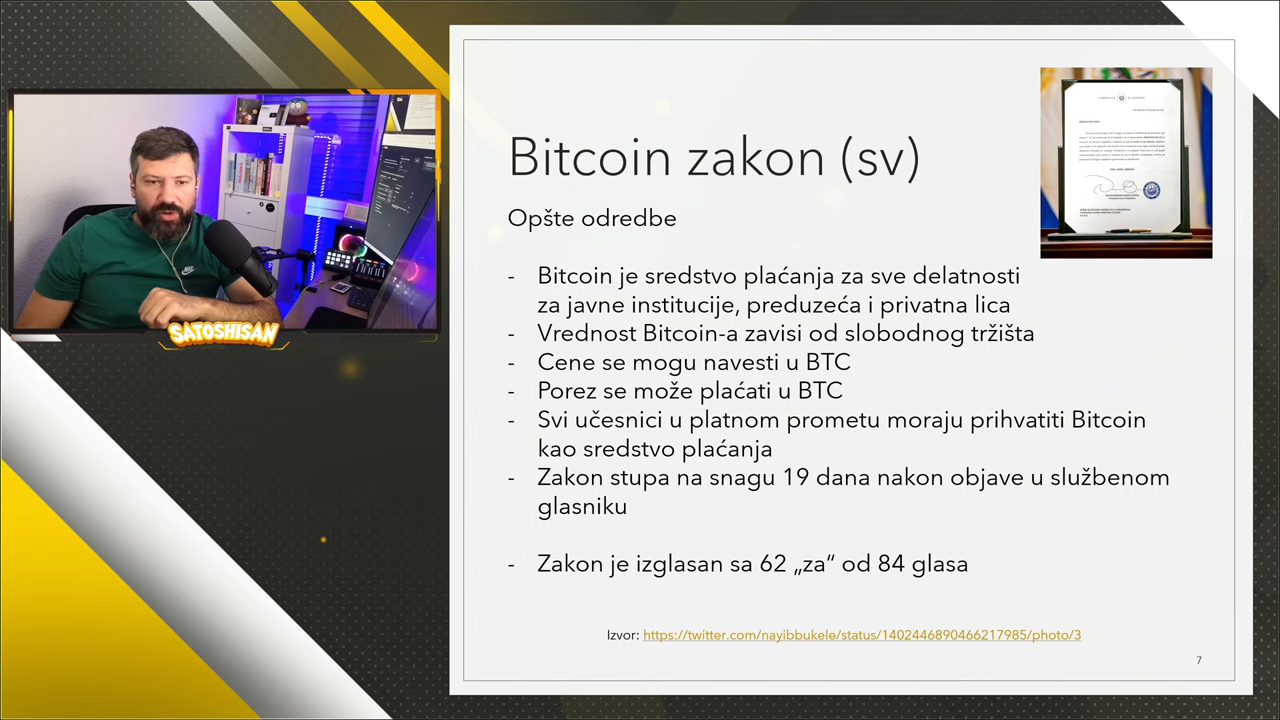 Bitcoin zakon (sv)
Opšte odredbe
- Bitcoin je sredstvo plaćanja za sve delatnosti
za javne institucije, preduzeća i privatna lica
- Vrednost Bitcoin-a zavisi od slobodnog tržišta
- Cene se mogu navesti u BTC
- Porez se može plaćati u BTC
- Svi učesnici u platnom prometu moraju prihvatiti Bitcoin
kao sredstvo plaćanja
- Zakon stupa na snagu 19 dana nakon objave u službenom
glasniku
- Zakon je izglasan sa 62 „za“ od 84 glasa
Izvor: https://twitter.com/nayibbukele/status/1402446890466217985/photo/3
7
SATOSHISAN